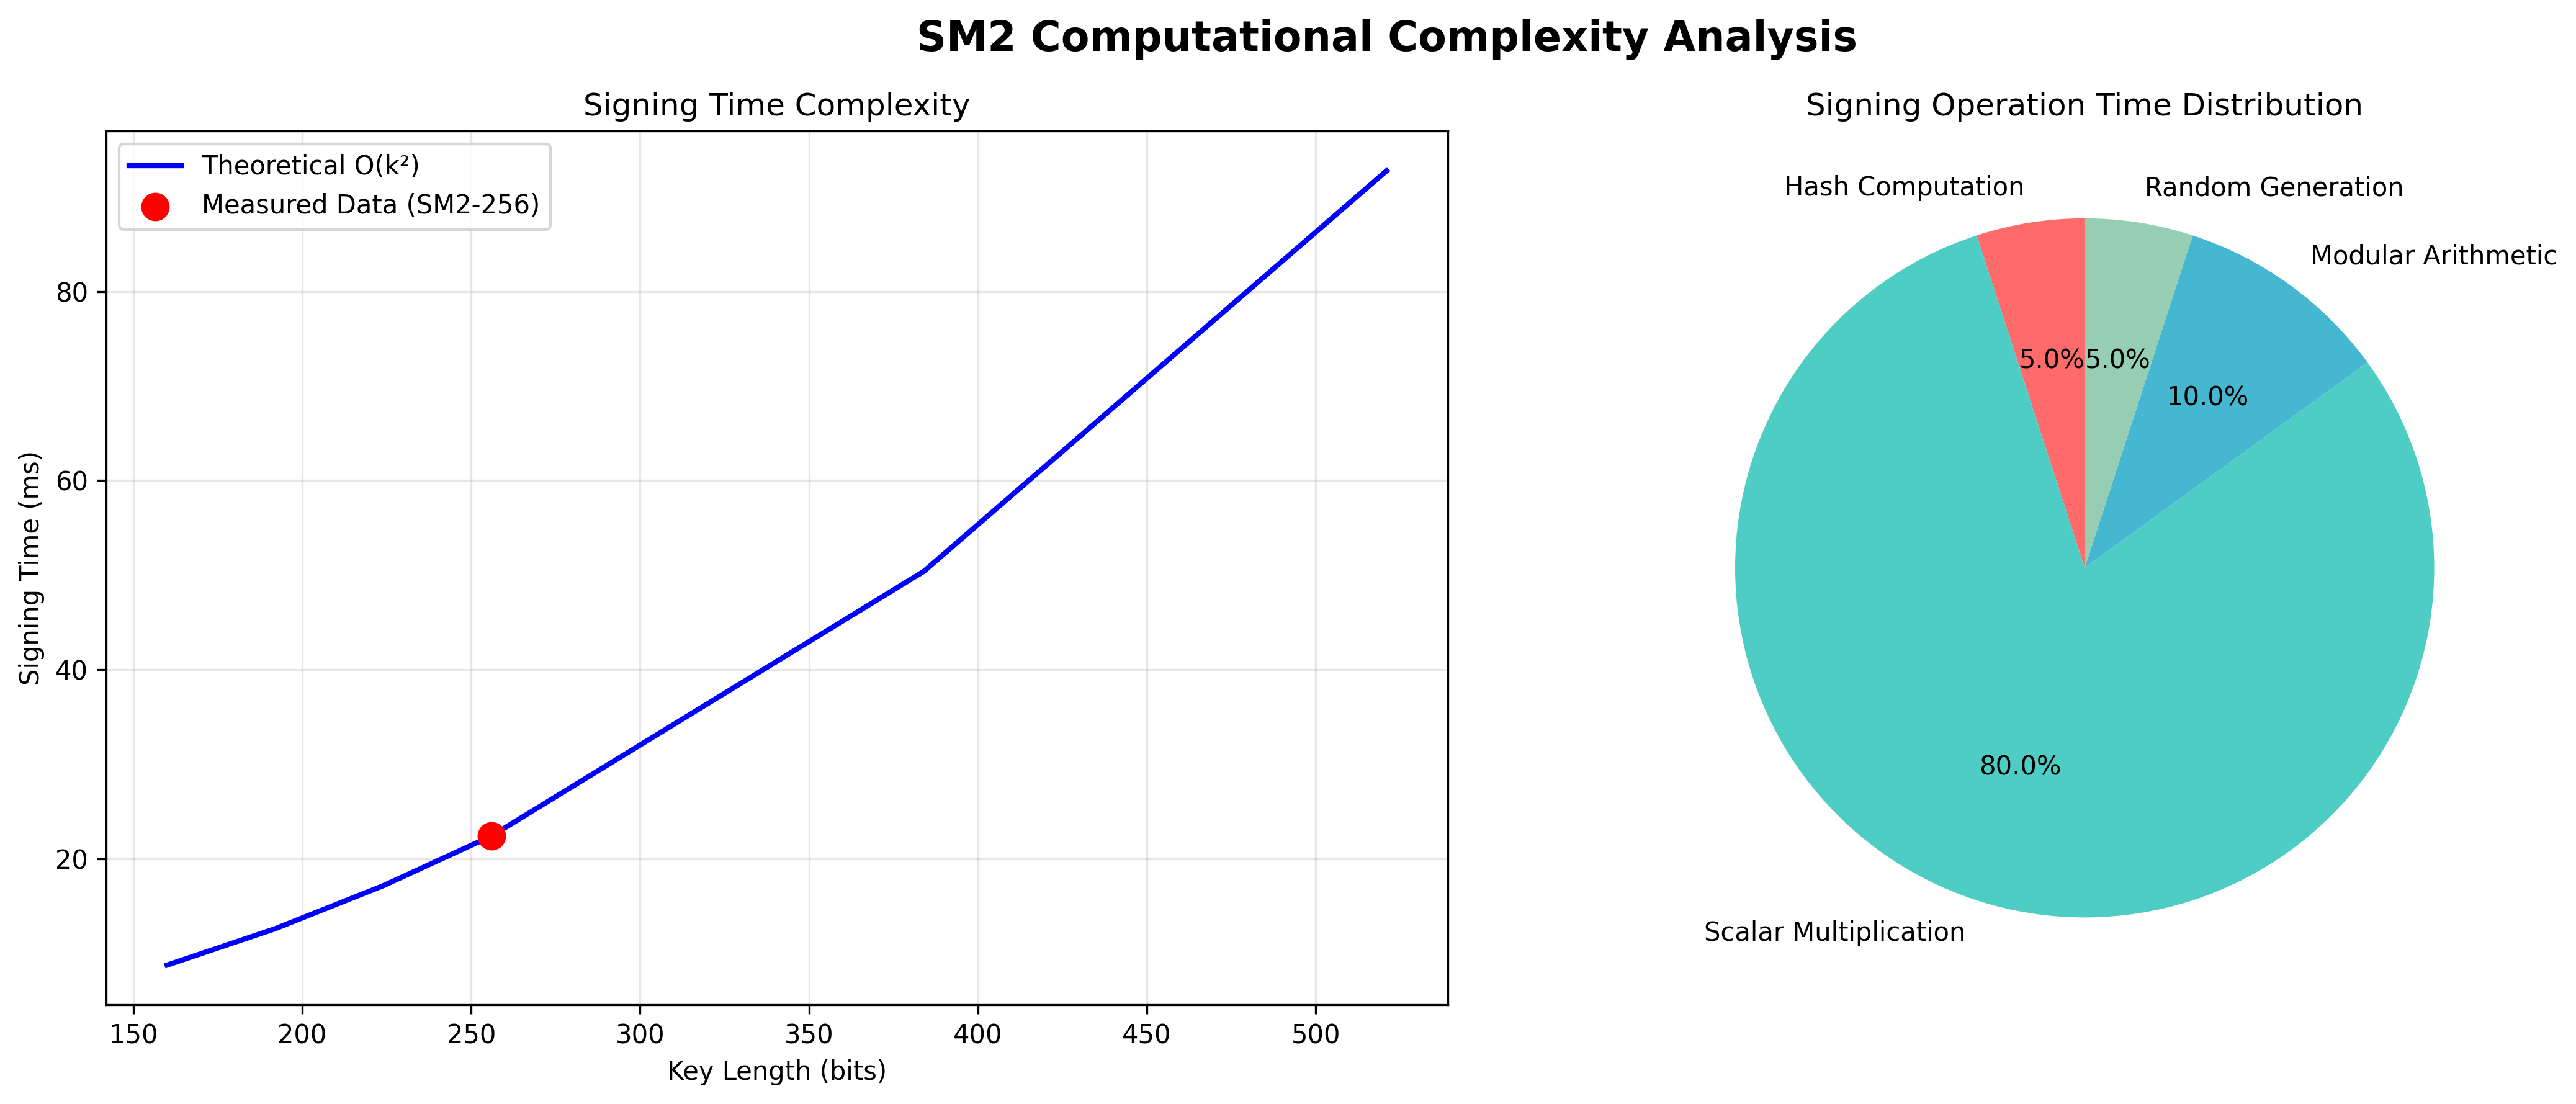 SM2 Computational Complexity Analysis
Signing Time Complexity
Theoretical O(k²)
Measured Data (SM2-256)
Signing Time (ms)
80
60
40
20
150 200 250 300 350 400 450 500
Key Length (bits)
Signing Operation Time Distribution
Hash Computation
Random Generation
Modular Arithmetic
5.0%
5.0%
10.0%
80.0%
Scalar Multiplication